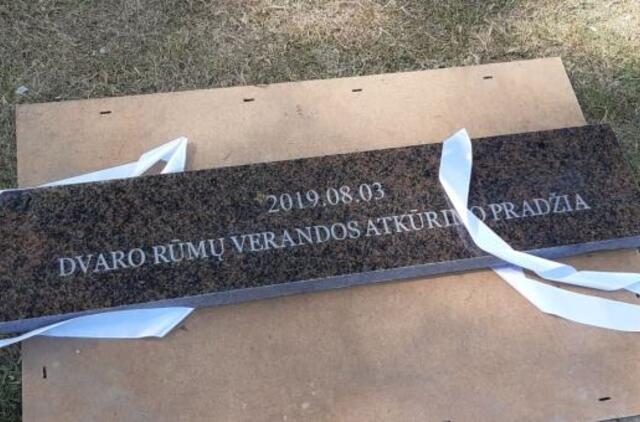 2019.08.03
DVARO RŪMŲ VERANDOS ATKŪRIMO PRADŽIA